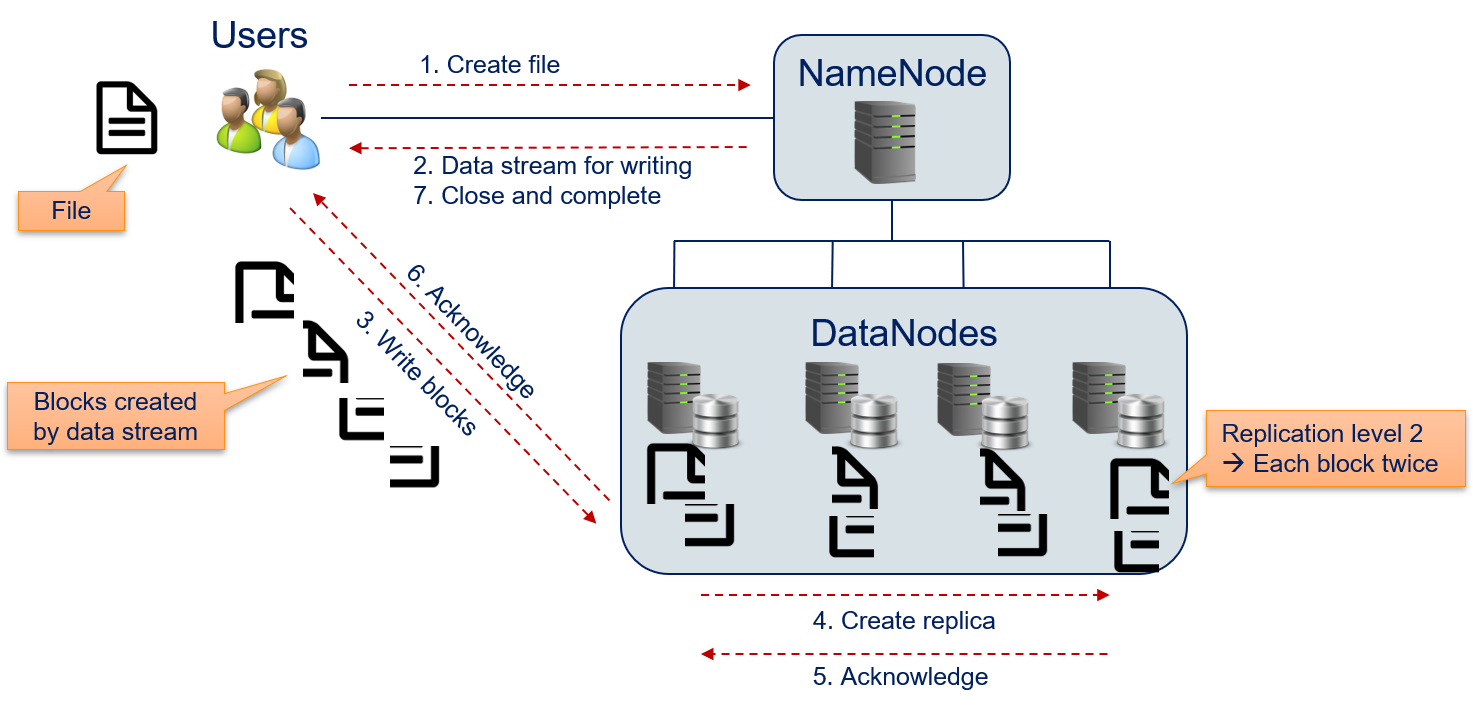 Users
1. Create file
NameNode
2. Data stream for writing
7. Close and complete
File
6. Acknowledge
3. Write blocks
DataNodes
Blocks created
by data stream
Replication level 2
→ Each block twice
4. Create replica
5. Acknowledge